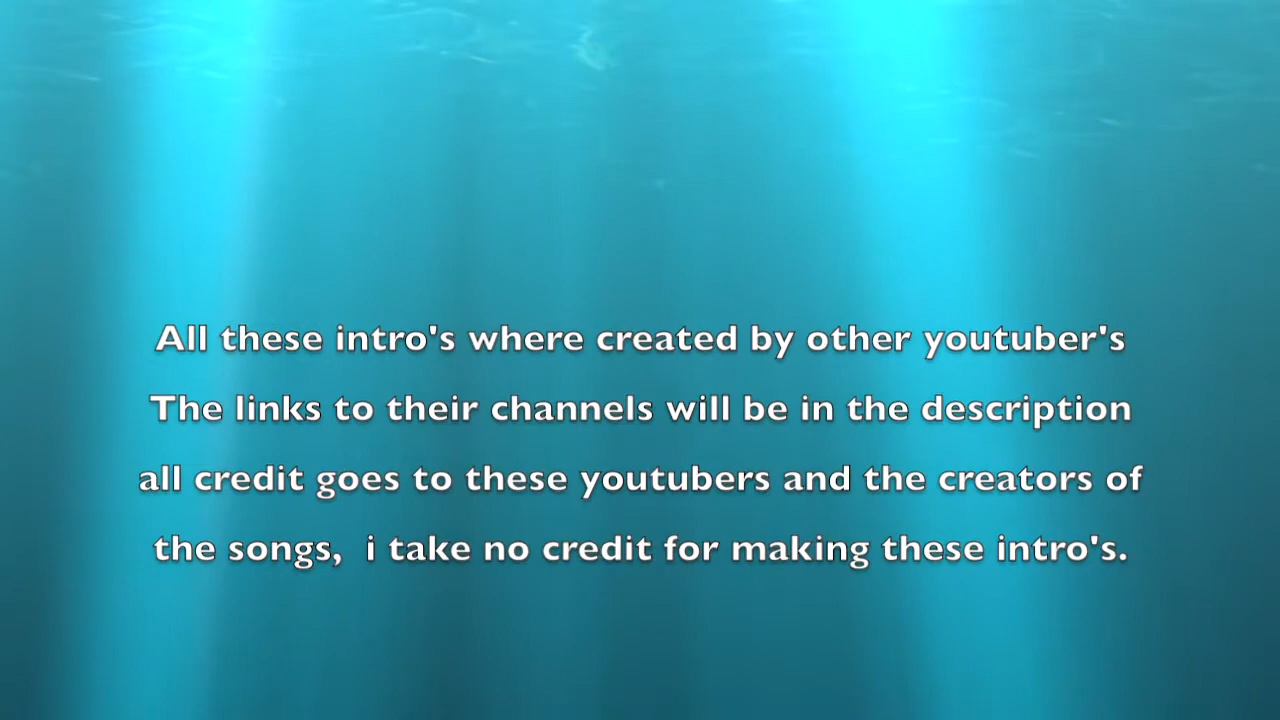 All these intro's where created by other youtuber's
The links to their channels will be in the description
all credit goes to these youtubers and the creators of
the songs,  i take no credit for making these intro's.